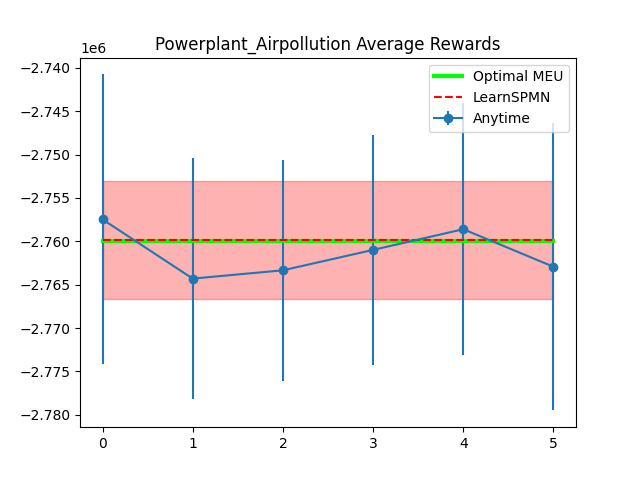 Powerplant_Airpollution Average Rewards
1e6
Optimal MEU
LearnSPMN
Anytime
−2.740
−2.745
−2.750
−2.755
−2.760
−2.765
−2.770
−2.775
−2.780
0 1 2 3 4 5